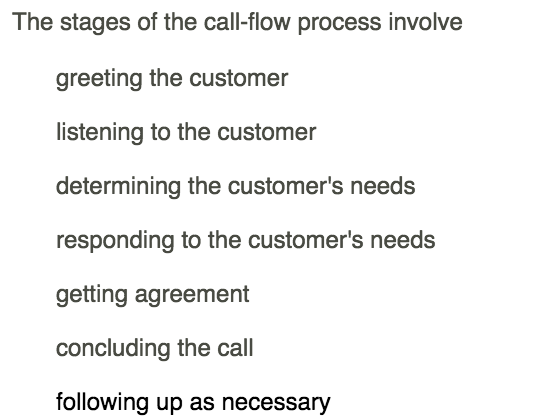 The stages of the call-flow process involve
greeting the customer
listening to the customer
determining the customer's needs
responding to the customer's needs
getting agreement
concluding the call
following up as necessary